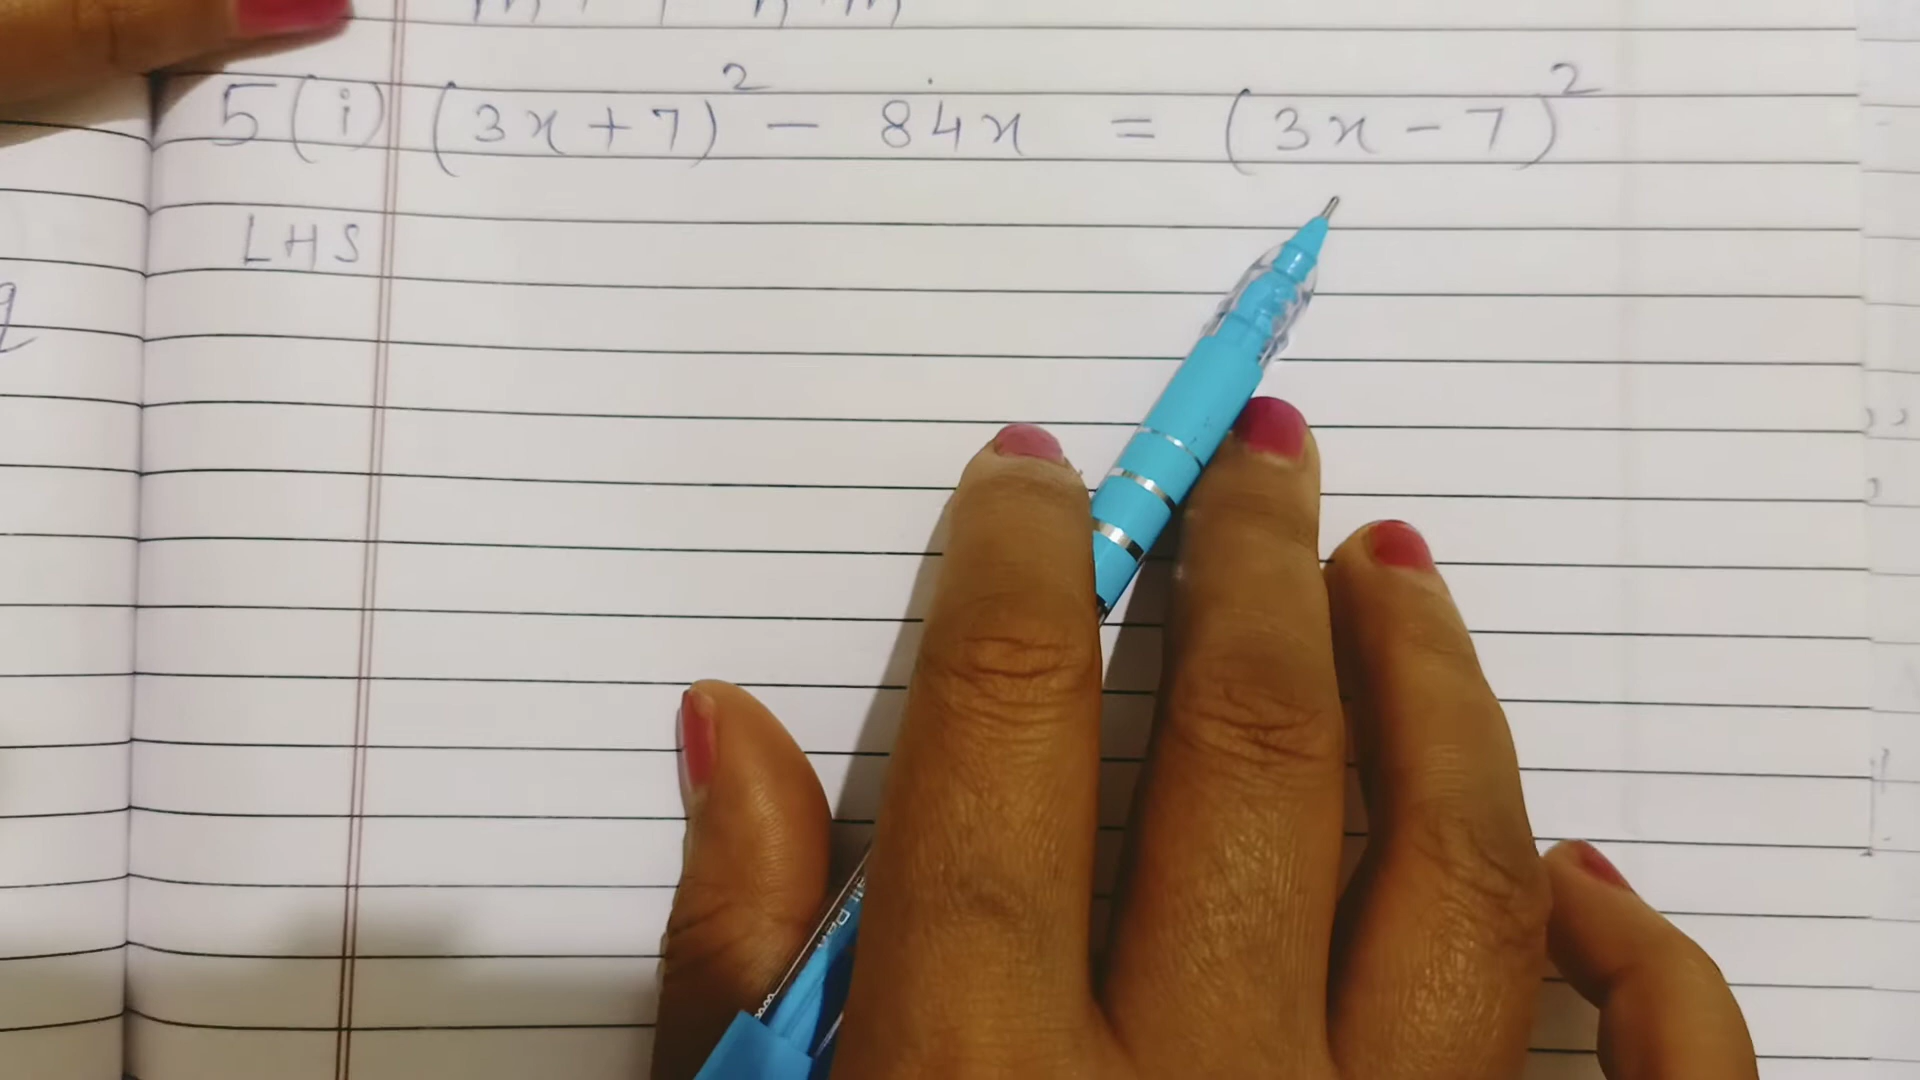 5(i) (3x+7)² - 84x = (3x-7)²
LHS